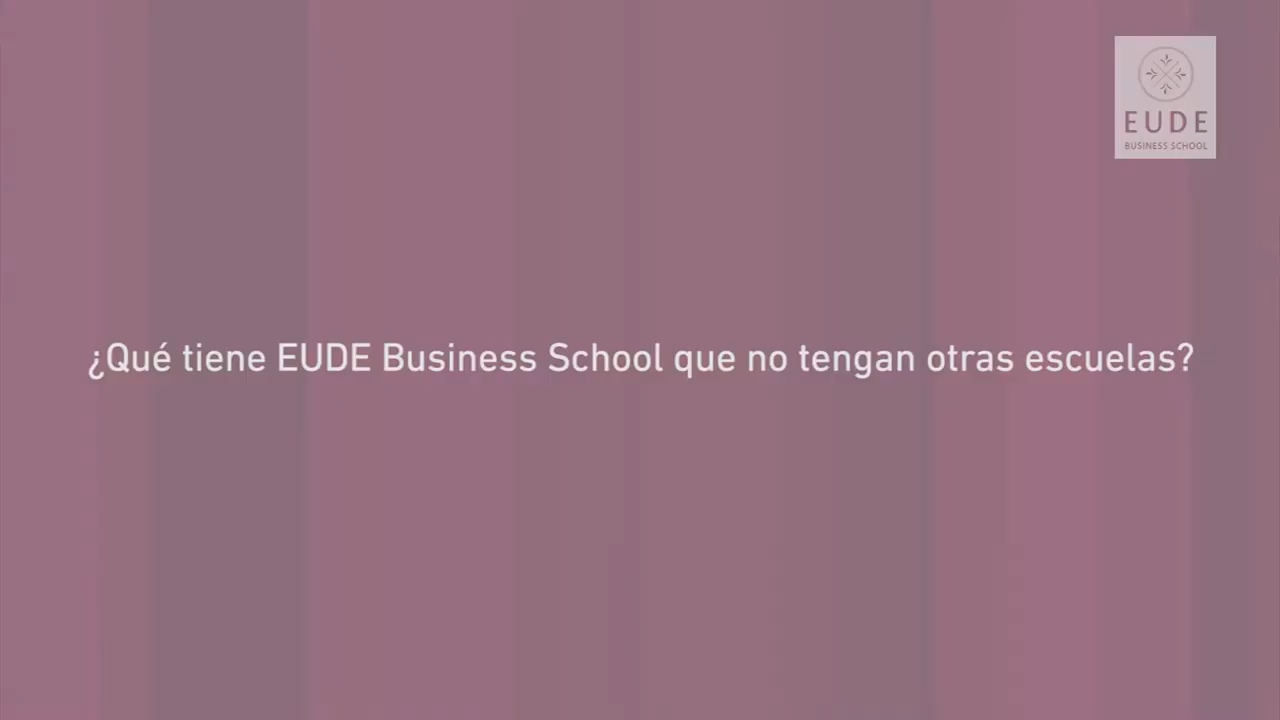 EUDE
BUSINESS SCHOOL
¿Qué tiene EUDE Business School que no tengan otras escuelas?